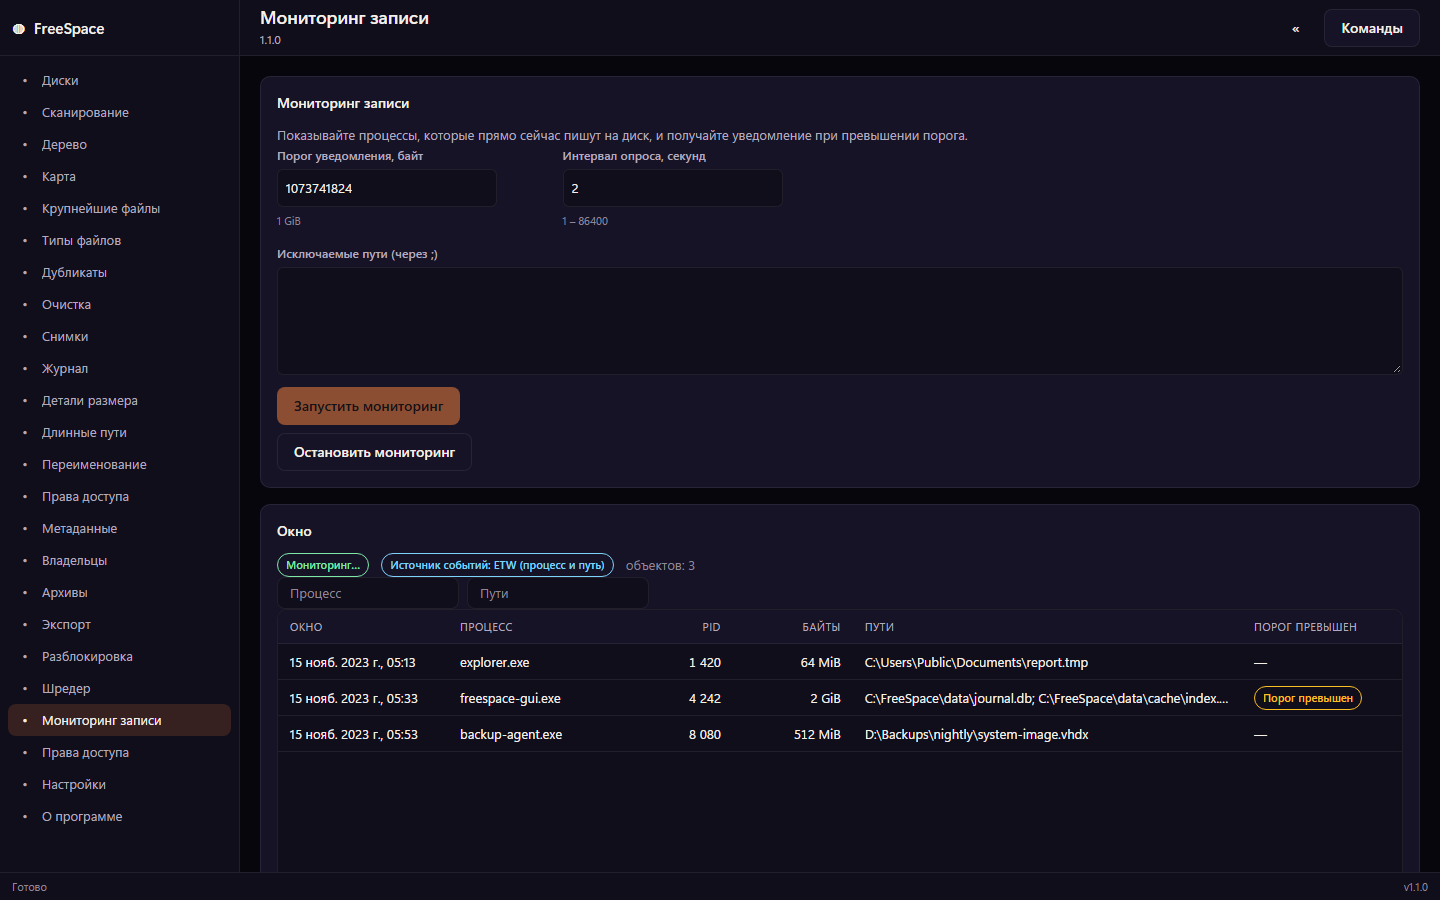 FreeSpace
Мониторинг записи
1.1.0
«
Команды
Диски
Сканирование
Дерево
Карта
Крупнейшие файлы
Типы файлов
Дубликаты
Очистка
Снимки
Журнал
Детали размера
Длинные пути
Переименование
Права доступа
Метаданные
Владельцы
Архивы
Экспорт
Разблокировка
Шредер
Мониторинг записи
Права доступа
Настройки
О программе
Мониторинг записи
Показывайте процессы, которые прямо сейчас пишут на диск, и получайте уведомление при превышении порога.
Порог уведомления, байт Интервал опроса, секунд
1073741824 2
1 GiB 1 – 86400
Исключаемые пути (через ;)
Запустить мониторинг
Остановить мониторинг
Окно
Мониторинг... Источник событий: ETW (процесс и путь) объектов: 3
Процесс Пути
ОКНО ПРОЦЕСС PID БАЙТЫ ПУТИ ПОРОГ ПРЕВЫШЕН
15 нояб. 2023 г., 05:13 explorer.exe 1 420 64 MiB C:\Users\Public\Documents\report.tmp —
15 нояб. 2023 г., 05:33 freespace-gui.exe 4 242 2 GiB C:\FreeSpace\data\journal.db; C:\FreeSpace\data\cache\index.... Порог превышен
15 нояб. 2023 г., 05:53 backup-agent.exe 8 080 512 MiB D:\Backups\nightly\system-image.vhdx —
Готово v1.1.0